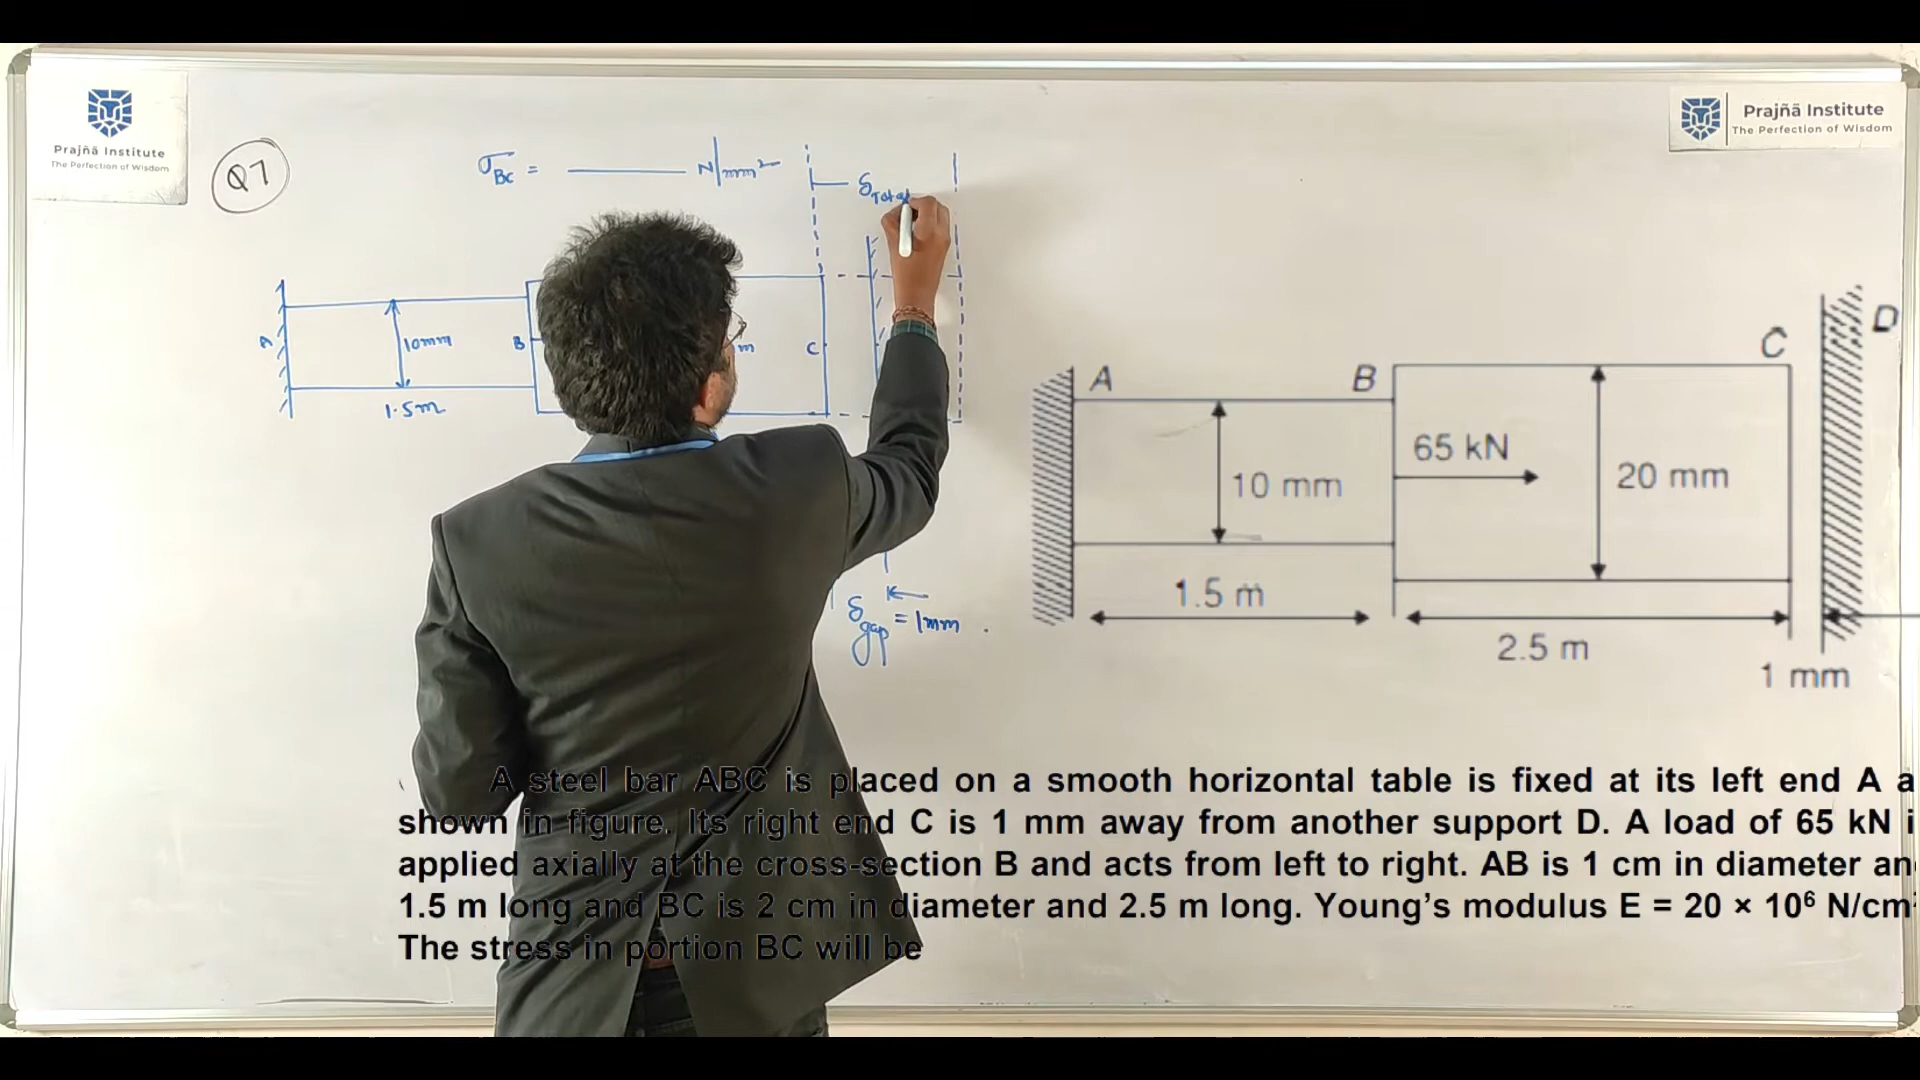 Prajñā Institute
The Perfection of Wisdom
Prajñā Institute
The Perfection of Wisdom
Q7
σBC = ______ N/mm²
δTotal
A
10mm
B
m
C
1.5m
δgap = 1mm .
A
B
C
D
65 kN
10 mm
20 mm
1.5 m
2.5 m
1 mm
A steel bar ABC is placed on a smooth horizontal table is fixed at its left end A a
shown in figure. Its right end C is 1 mm away from another support D. A load of 65 kN i
applied axially at the cross-section B and acts from left to right. AB is 1 cm in diameter an
1.5 m long and BC is 2 cm in diameter and 2.5 m long. Young's modulus E = 20 × 10⁶ N/cm²
The stress in portion BC will be